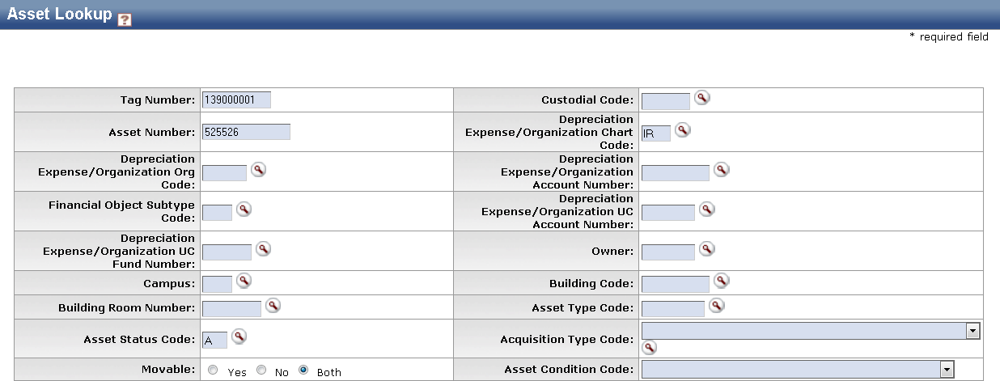 Asset Lookup ?
* required field
Tag Number: 139000001
Custodial Code:
Asset Number: 525526
Depreciation
Expense/Organization Chart
Code: IR
Depreciation
Expense/Organization Org
Code:
Depreciation
Expense/Organization
Account Number:
Financial Object Subtype
Code:
Depreciation
Expense/Organization UC
Account Number:
Depreciation
Expense/Organization UC
Fund Number:
Owner:
Campus:
Building Code:
Building Room Number:
Asset Type Code:
Asset Status Code: A
Acquisition Type Code:
Movable: Yes No Both
Asset Condition Code: